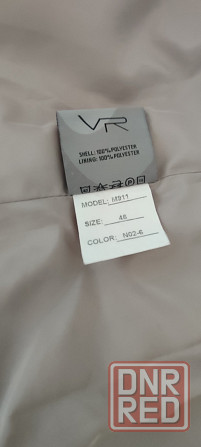 VR
SHELL: 100%POLYESTER
LINING: 100%POLYESTER
MODEL: M911
SIZE: 48
COLOR: N02-6
DNR
RED